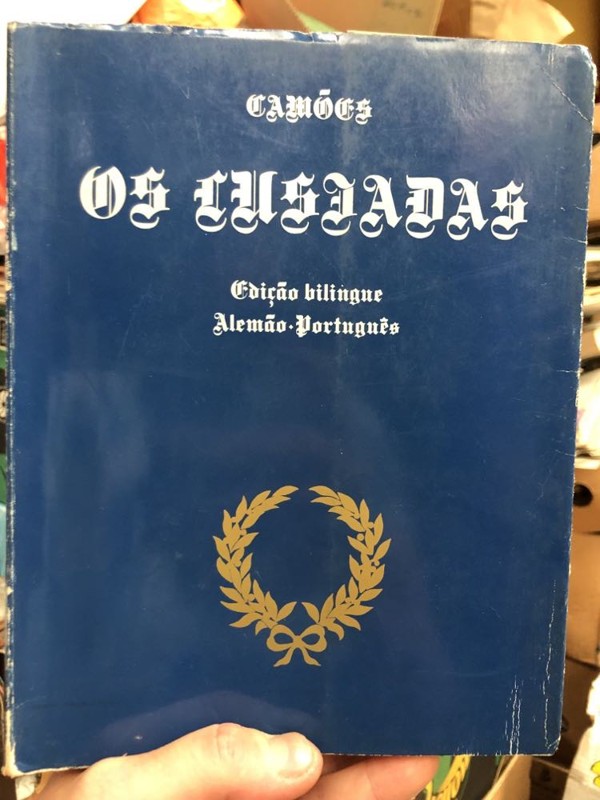 CAMÕES
OS LUSIADAS
Edição bilingue
Alemão·Português